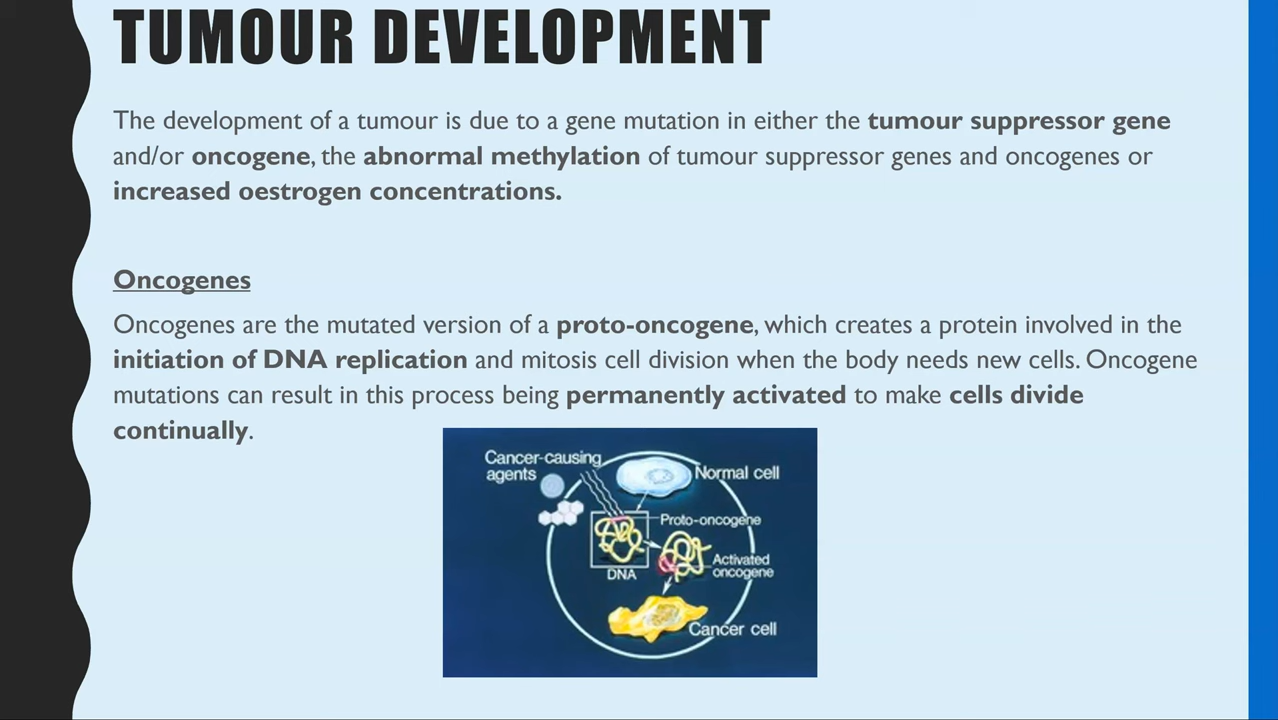 TUMOUR DEVELOPMENT
The development of a tumour is due to a gene mutation in either the tumour suppressor gene
and/or oncogene, the abnormal methylation of tumour suppressor genes and oncogenes or
increased oestrogen concentrations.
Oncogenes
Oncogenes are the mutated version of a proto-oncogene, which creates a protein involved in the
initiation of DNA replication and mitosis cell division when the body needs new cells. Oncogene
mutations can result in this process being permanently activated to make cells divide
continually.
Cancer-causing
agents
Normal cell
Proto-oncogene
Activated
oncogene
DNA
Cancer cell